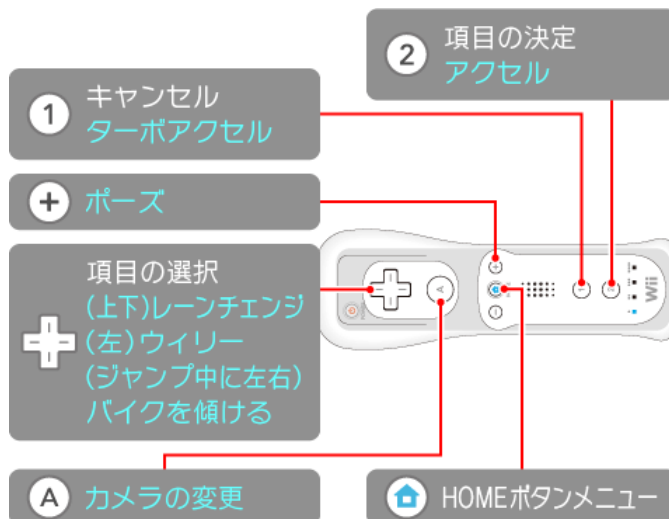 2 項目の決定
アクセル
1 キャンセル
ターボアクセル
+ ポーズ
項目の選択
(上下)レーンチェンジ
(左)ウィリー
(ジャンプ中に左右)
バイクを傾ける
A カメラの変更
HOMEボタンメニュー
A
1
2
Wii